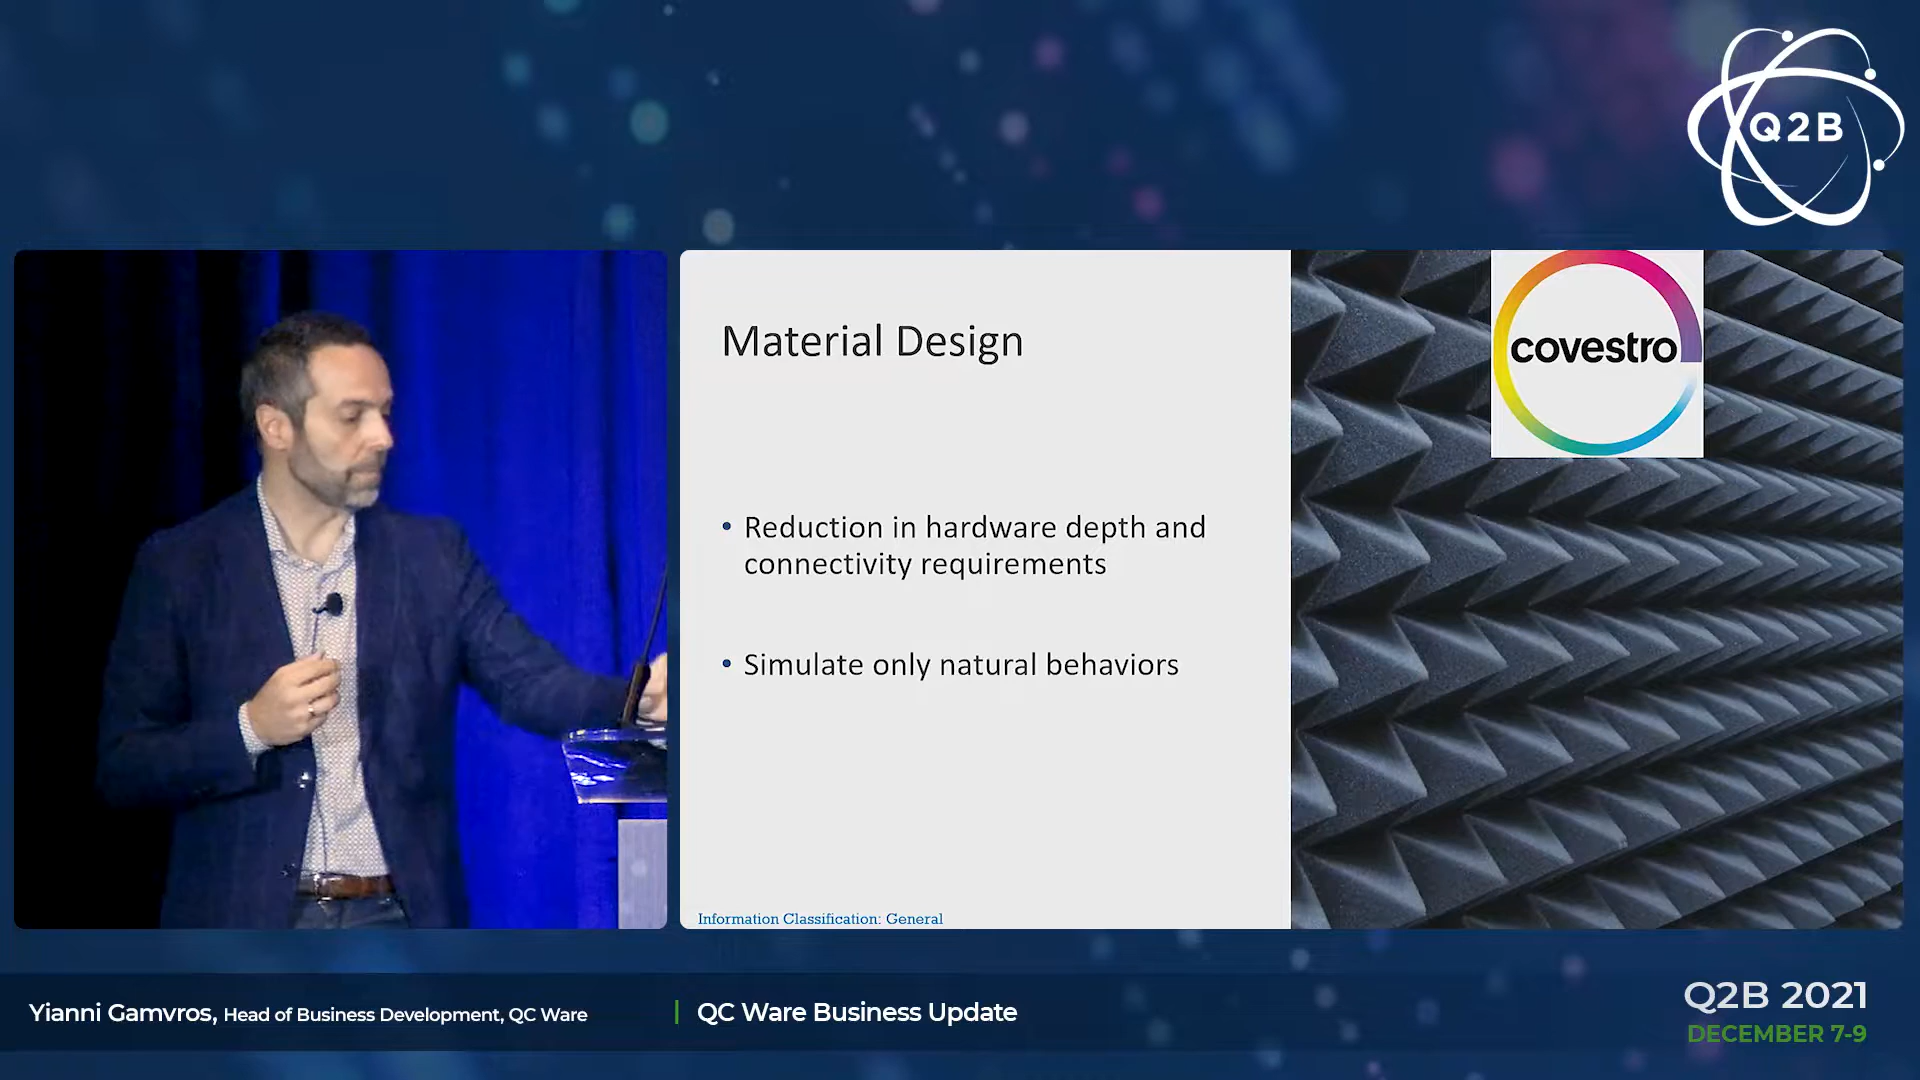 Q2B
covestro
Material Design
• Reduction in hardware depth and
connectivity requirements
• Simulate only natural behaviors
Information Classification: General
Yianni Gamvros, Head of Business Development, QC Ware
QC Ware Business Update
Q2B 2021
DECEMBER 7-9